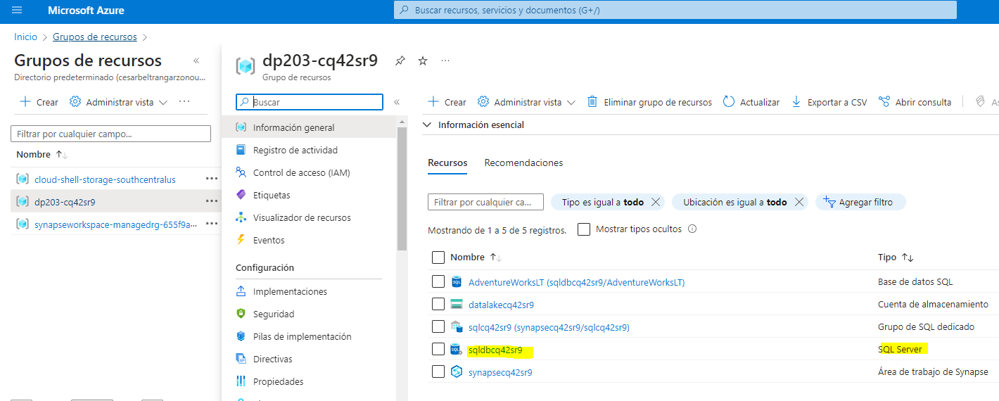 Microsoft Azure
Buscar recursos, servicios y documentos (G+/)
Inicio > Grupos de recursos >
Grupos de recursos «
Directorio predeterminado (cesarbeltrangarzonou...
Crear Administrar vista ...
Filtrar por cualquier campo...
Nombre
cloud-shell-storage-southcentralus ...
dp203-cq42sr9 ...
synapseworkspace-managedrg-655f9a... ...
dp203-cq42sr9 ...
Grupo de recursos
Buscar «
Información general
Registro de actividad
Control de acceso (IAM)
Etiquetas
Visualizador de recursos
Eventos
Configuración
Implementaciones
Seguridad
Pilas de implementación
Directivas
Propiedades
Crear Administrar vista Eliminar grupo de recursos Actualizar Exportar a CSV Abrir consulta As
Información esencial
Recursos Recomendaciones
Filtrar por cualquier ca... Tipo es igual a todo Ubicación es igual a todo Agregar filtro
Mostrando de 1 a 5 de 5 registros. Mostrar tipos ocultos
Nombre Tipo
AdventureWorksLT (sqldbcq42sr9/AdventureWorksLT) Base de datos SQL
datalakecq42sr9 Cuenta de almacenamiento
sqlcq42sr9 (synapsecq42sr9/sqlcq42sr9) Grupo de SQL dedicado
sqldbcq42sr9 SQL Server
synapsecq42sr9 Área de trabajo de Synapse